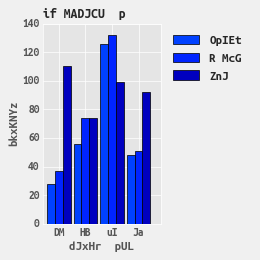 if MADJCU  p
140
120
100
80
60
40
20
0
bkxKNYz
DM HB uI Ja
dJxHr  pUL
OpIEt
R McG
ZnJ